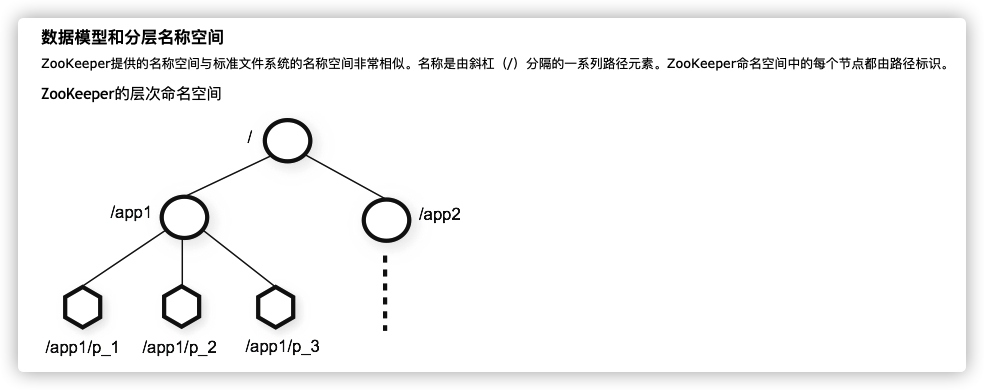 数据模型和分层名称空间
ZooKeeper提供的名称空间与标准文件系统的名称空间非常相似。名称是由斜杠（/）分隔的一系列路径元素。ZooKeeper命名空间中的每个节点都由路径标识。
ZooKeeper的层次命名空间
/
/app1
/app2
/app1/p_1 /app1/p_2 /app1/p_3